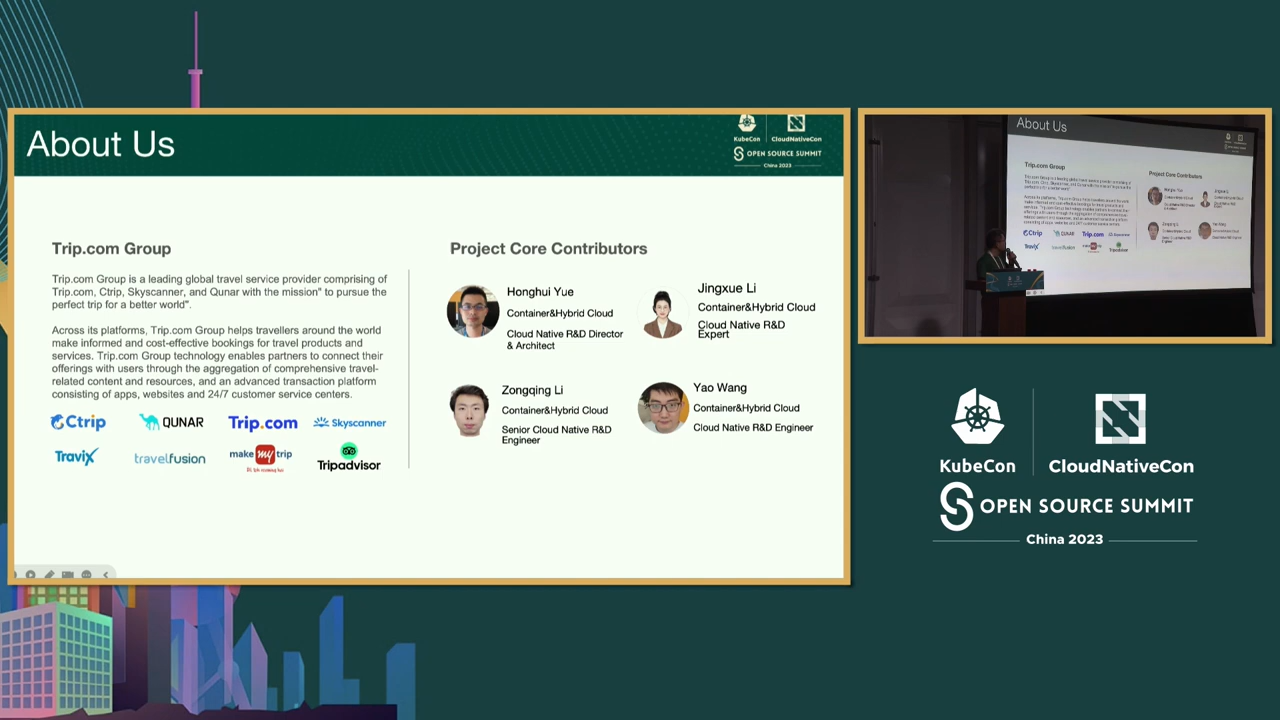 About Us
KubeCon
CloudNativeCon
OPEN SOURCE SUMMIT
China 2023
Trip.com Group
Trip.com Group is a leading global travel service provider comprising of
Trip.com, Ctrip, Skyscanner, and Qunar with the mission" to pursue the
perfect trip for a better world".
Across its platforms, Trip.com Group helps travellers around the world
make informed and cost-effective bookings for travel products and
services. Trip.com Group technology enables partners to connect their
offerings with users through the aggregation of comprehensive travel-
related content and resources, and an advanced transaction platform
consisting of apps, websites and 24/7 customer service centers.
Ctrip
QUNAR
Trip.com
Skyscanner
Travix
travelfusion
make my trip
Tripadvisor
Project Core Contributors
Honghui Yue
Container&Hybrid Cloud
Cloud Native R&D Director
& Architect
Jingxue Li
Container&Hybrid Cloud
Cloud Native R&D
Expert
Zongqing Li
Container&Hybrid Cloud
Senior Cloud Native R&D
Engineer
Yao Wang
Container&Hybrid Cloud
Cloud Native R&D Engineer
About Us
Trip.com Group
Project Core Contributors
KubeCon
CloudNativeCon
OPEN SOURCE SUMMIT
China 2023